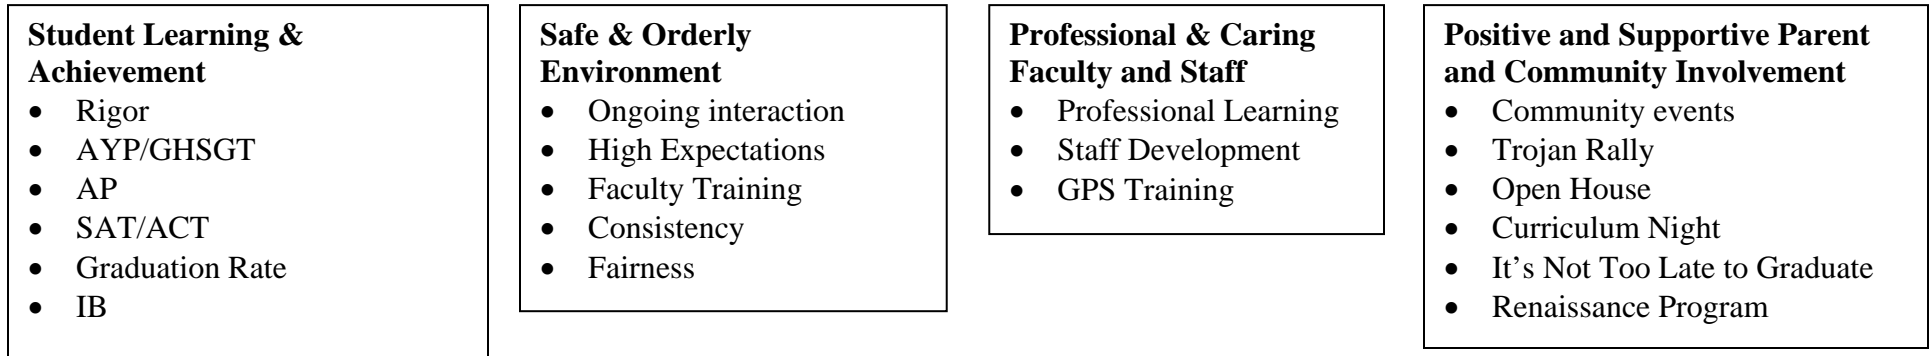 Student Learning &
Achievement
• Rigor
• AYP/GHSGT
• AP
• SAT/ACT
• Graduation Rate
• IB
Safe & Orderly
Environment
• Ongoing interaction
• High Expectations
• Faculty Training
• Consistency
• Fairness
Professional & Caring
Faculty and Staff
• Professional Learning
• Staff Development
• GPS Training
Positive and Supportive Parent
and Community Involvement
• Community events
• Trojan Rally
• Open House
• Curriculum Night
• It’s Not Too Late to Graduate
• Renaissance Program